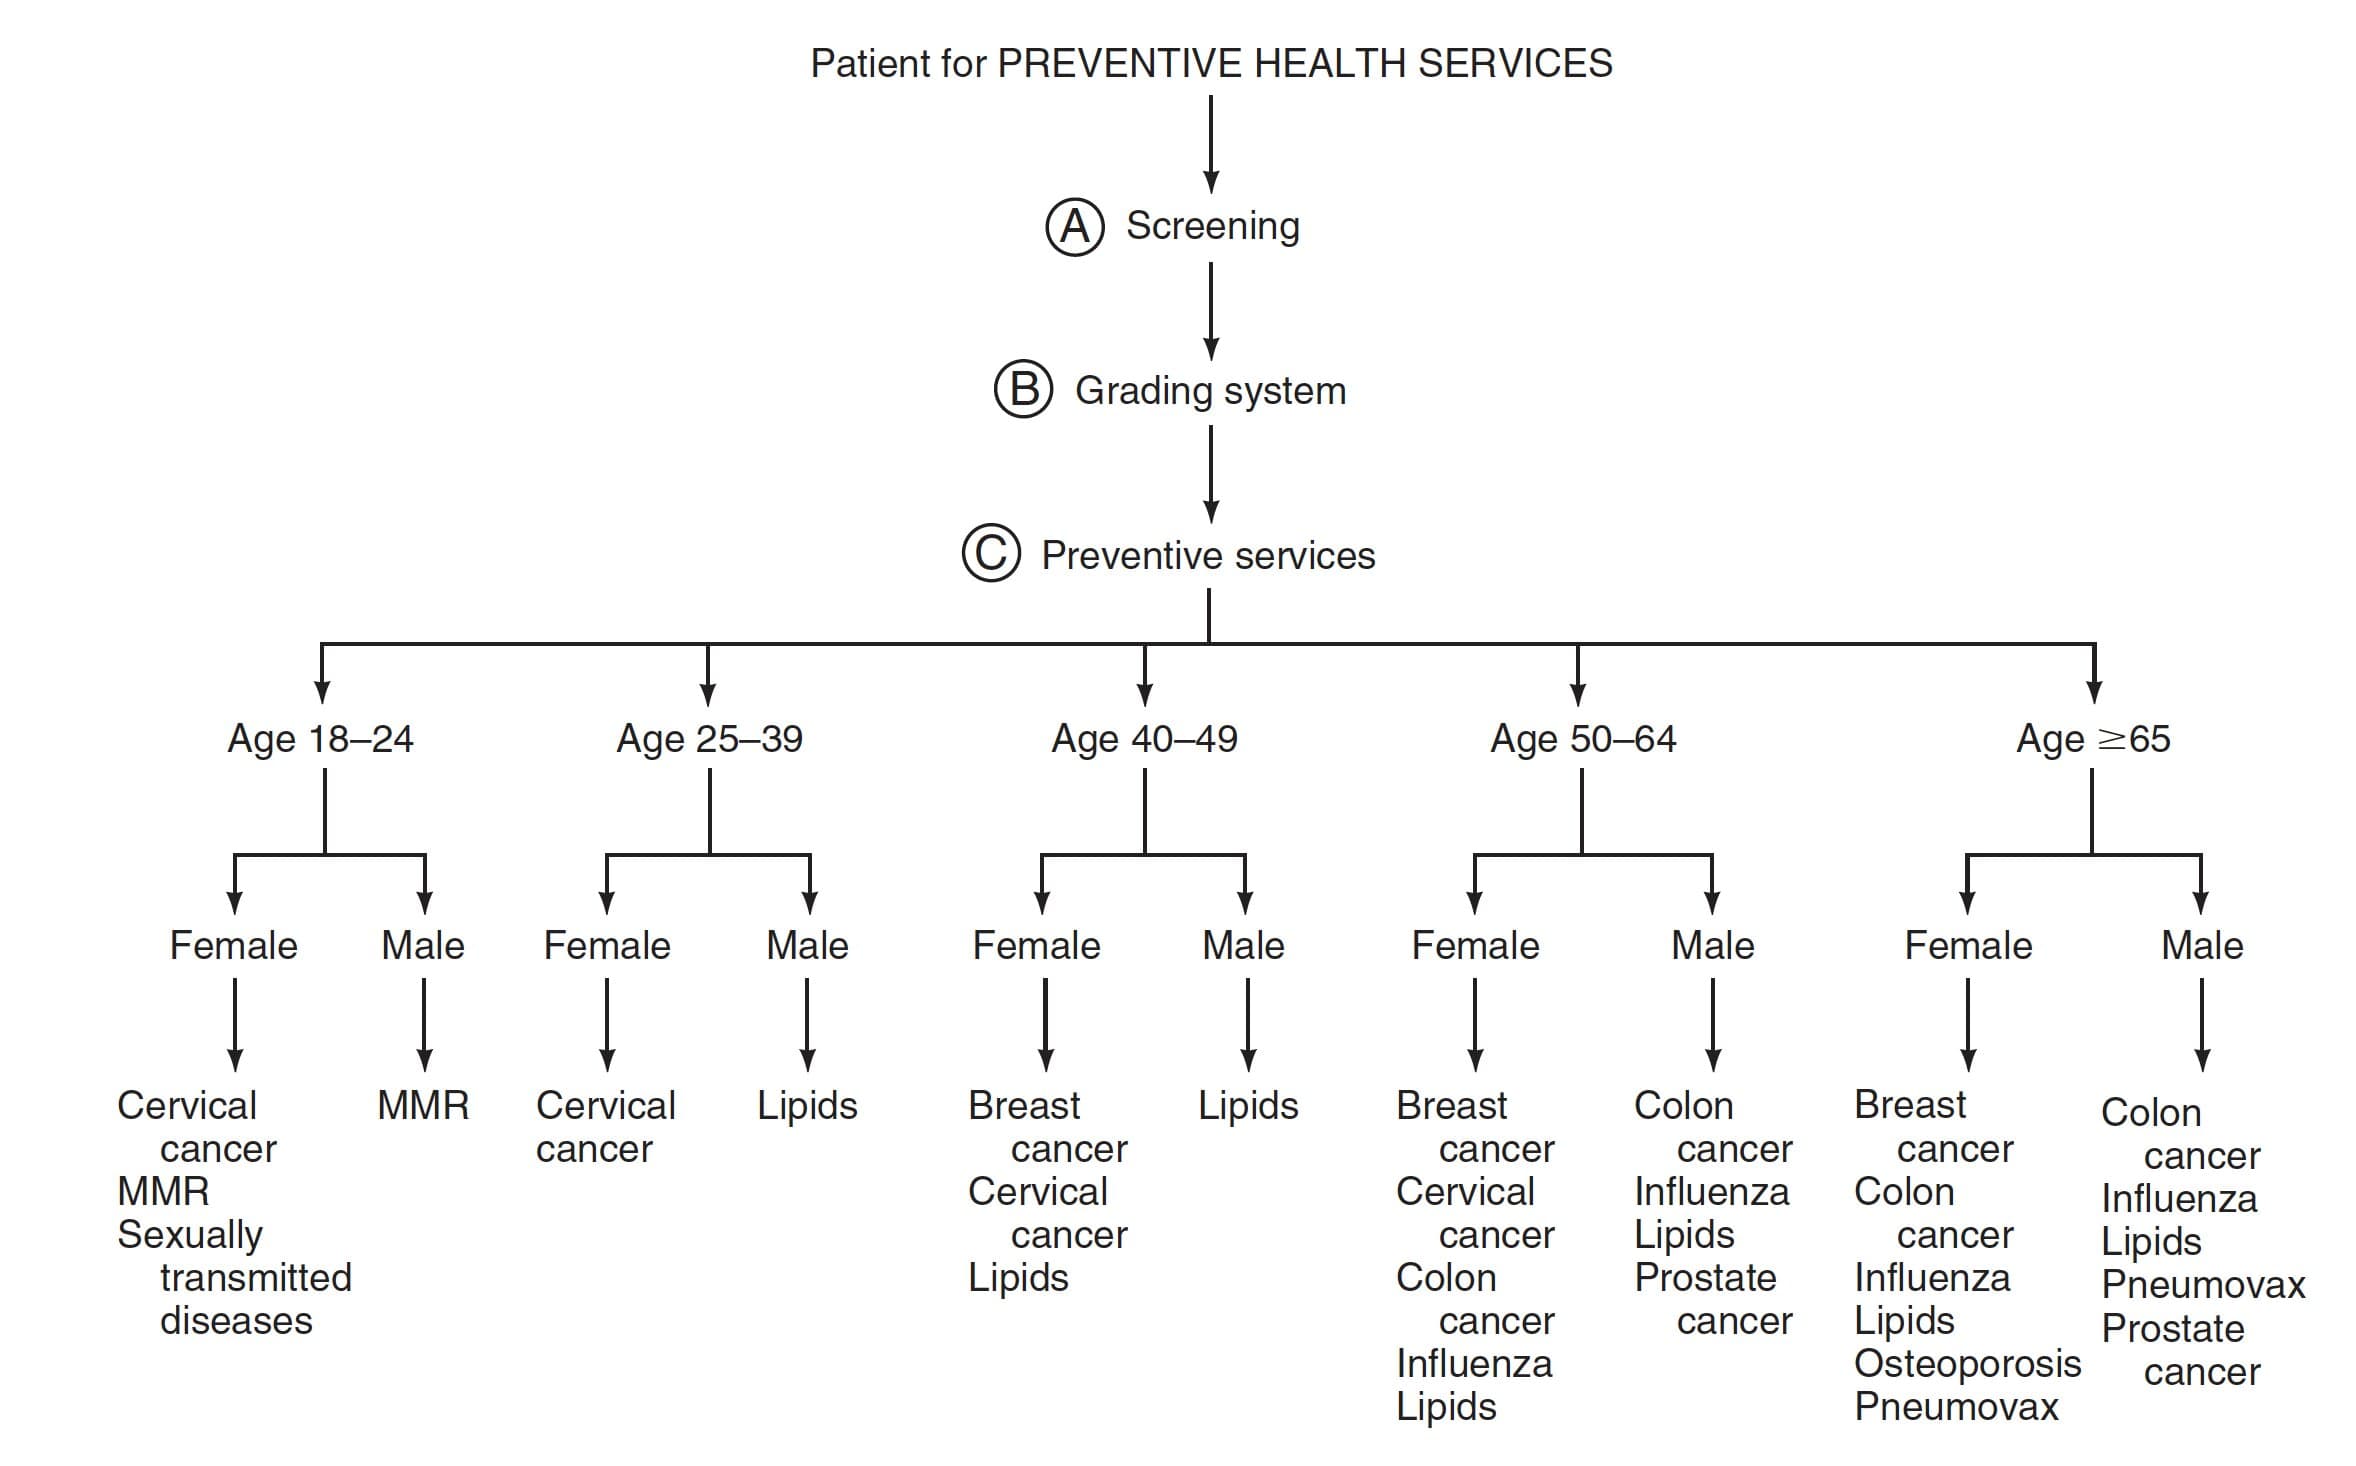 Patient for PREVENTIVE HEALTH SERVICES
A Screening
B Grading system
C Preventive services
Age 18–24
Age 25–39
Age 40–49
Age 50–64
Age ≧65
Female
Male
Female
Male
Female
Male
Female
Male
Female
Male
Cervical
cancer
MMR
Sexually
transmitted
diseases
MMR
Cervical
cancer
Lipids
Breast
cancer
Cervical
cancer
Lipids
Lipids
Breast
cancer
Cervical
cancer
Colon
cancer
Influenza
Lipids
Colon
cancer
Influenza
Lipids
Prostate
cancer
Breast
cancer
Colon
cancer
Influenza
Lipids
Osteoporosis
Pneumovax
Colon
cancer
Influenza
Lipids
Pneumovax
Prostate
cancer